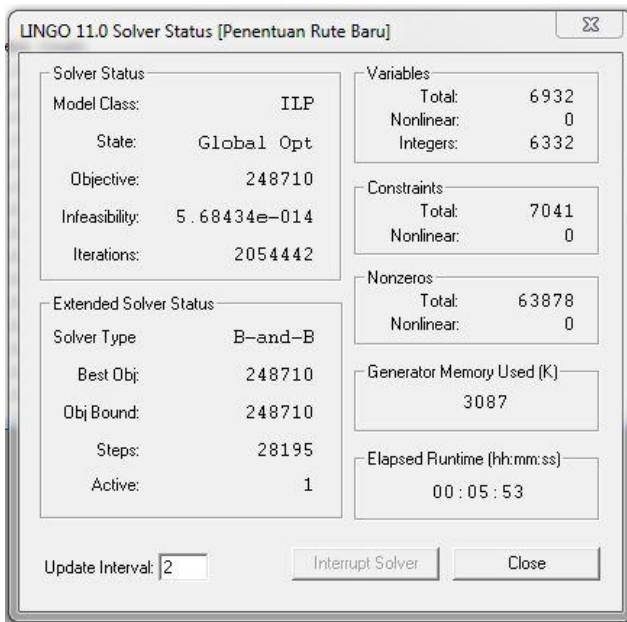 LINGO 11.0 Solver Status [Penentuan Rute Baru]
Solver Status
Model Class: ILP
State: Global Opt
Objective: 248710
Infeasibility: 5.68434e-014
Iterations: 2054442
Extended Solver Status
Solver Type B-and-B
Best Obj: 248710
Obj Bound: 248710
Steps: 28195
Active: 1
Variables
Total: 6932
Nonlinear: 0
Integers: 6332
Constraints
Total: 7041
Nonlinear: 0
Nonzeros
Total: 63878
Nonlinear: 0
Generator Memory Used (K)
3087
Elapsed Runtime (hh:mm:ss)
00:05:53
Update Interval: 2
Interrupt Solver
Close